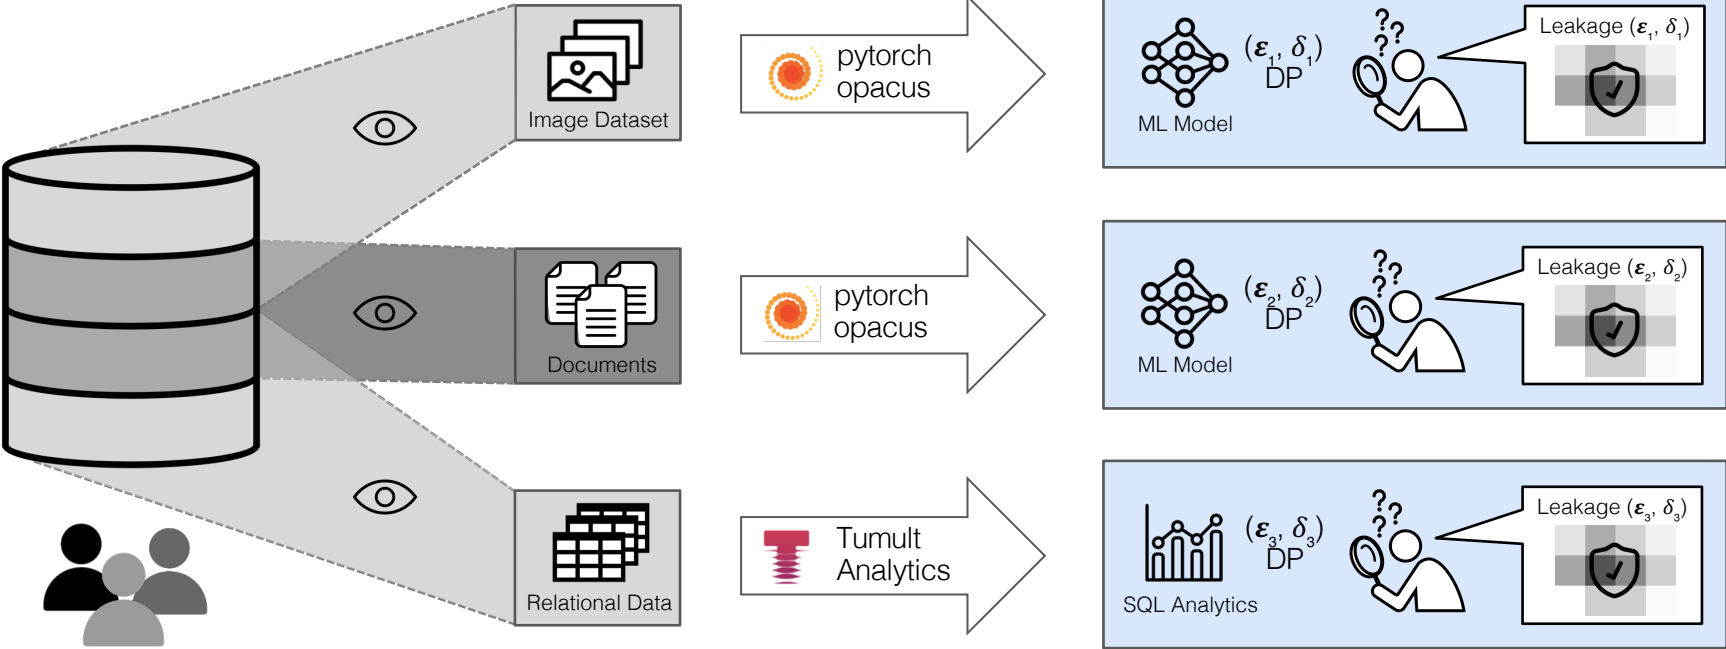 Image Dataset
pytorch
opacus
ML Model
(ε₁, δ₁)
DP
???
Leakage (ε₁, δ₁)
Documents
pytorch
opacus
ML Model
(ε₂, δ₂)
DP
???
Leakage (ε₂, δ₂)
Relational Data
Tumult
Analytics
SQL Analytics
(ε₃, δ₃)
DP
???
Leakage (ε₃, δ₃)